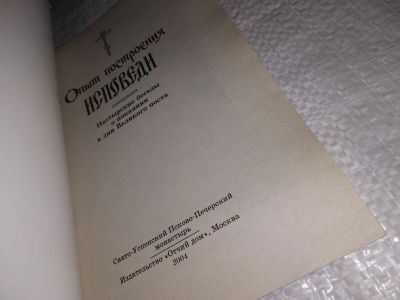 Опыт построения
ИСПОВЕДИ
Пастырские беседы
о покаянии
в дни Великого поста
Свято-Успенский Псково-Печерский
монастырь
Издательство «Отчий дом», Москва
2004